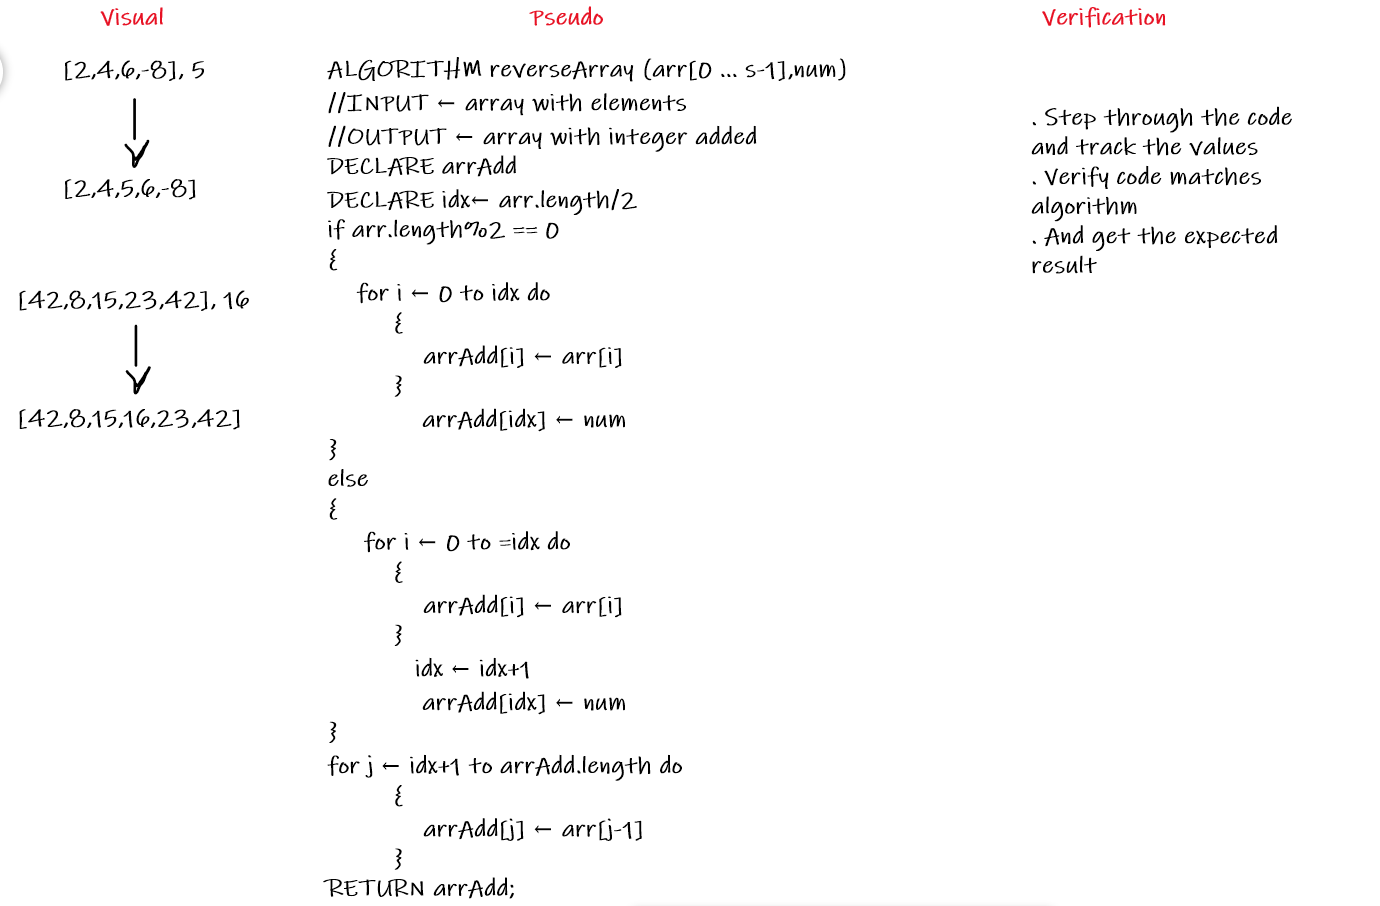 Visual
[2,4,6,-8], 5
[2,4,5,6,-8]
[42,8,15,23,42], 16
[42,8,15,16,23,42]
Pseudo
ALGORITHM reverseArray (arr[0 ... s-1],num)
//INPUT ← array with elements
//OUTPUT ← array with integer added
DECLARE arrAdd
DECLARE idx← arr.length/2
if arr.length%2 == 0
{
for i ← 0 to idx do
{
arrAdd[i] ← arr[i]
}
arrAdd[idx] ← num
}
else
{
for i ← 0 to =idx do
{
arrAdd[i] ← arr[i]
}
idx ← idx+1
arrAdd[idx] ← num
}
for j ← idx+1 to arrAdd.length do
{
arrAdd[j] ← arr[j-1]
}
RETURN arrAdd;
Verification
. Step through the code
and track the values
. Verify code matches
algorithm
. And get the expected
result